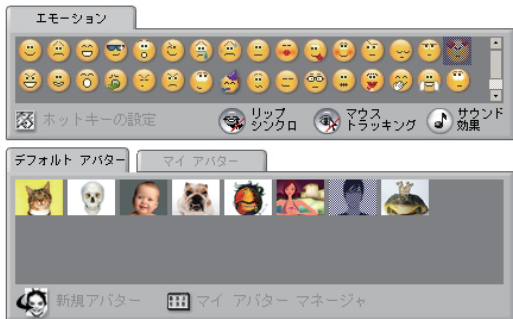 エモーション
ホットキーの設定
リップ
シンクロ
マウス
トラッキング
サウンド
効果
デフォルト アバター
マイ アバター
新規アバター
マイ アバター マネージャ